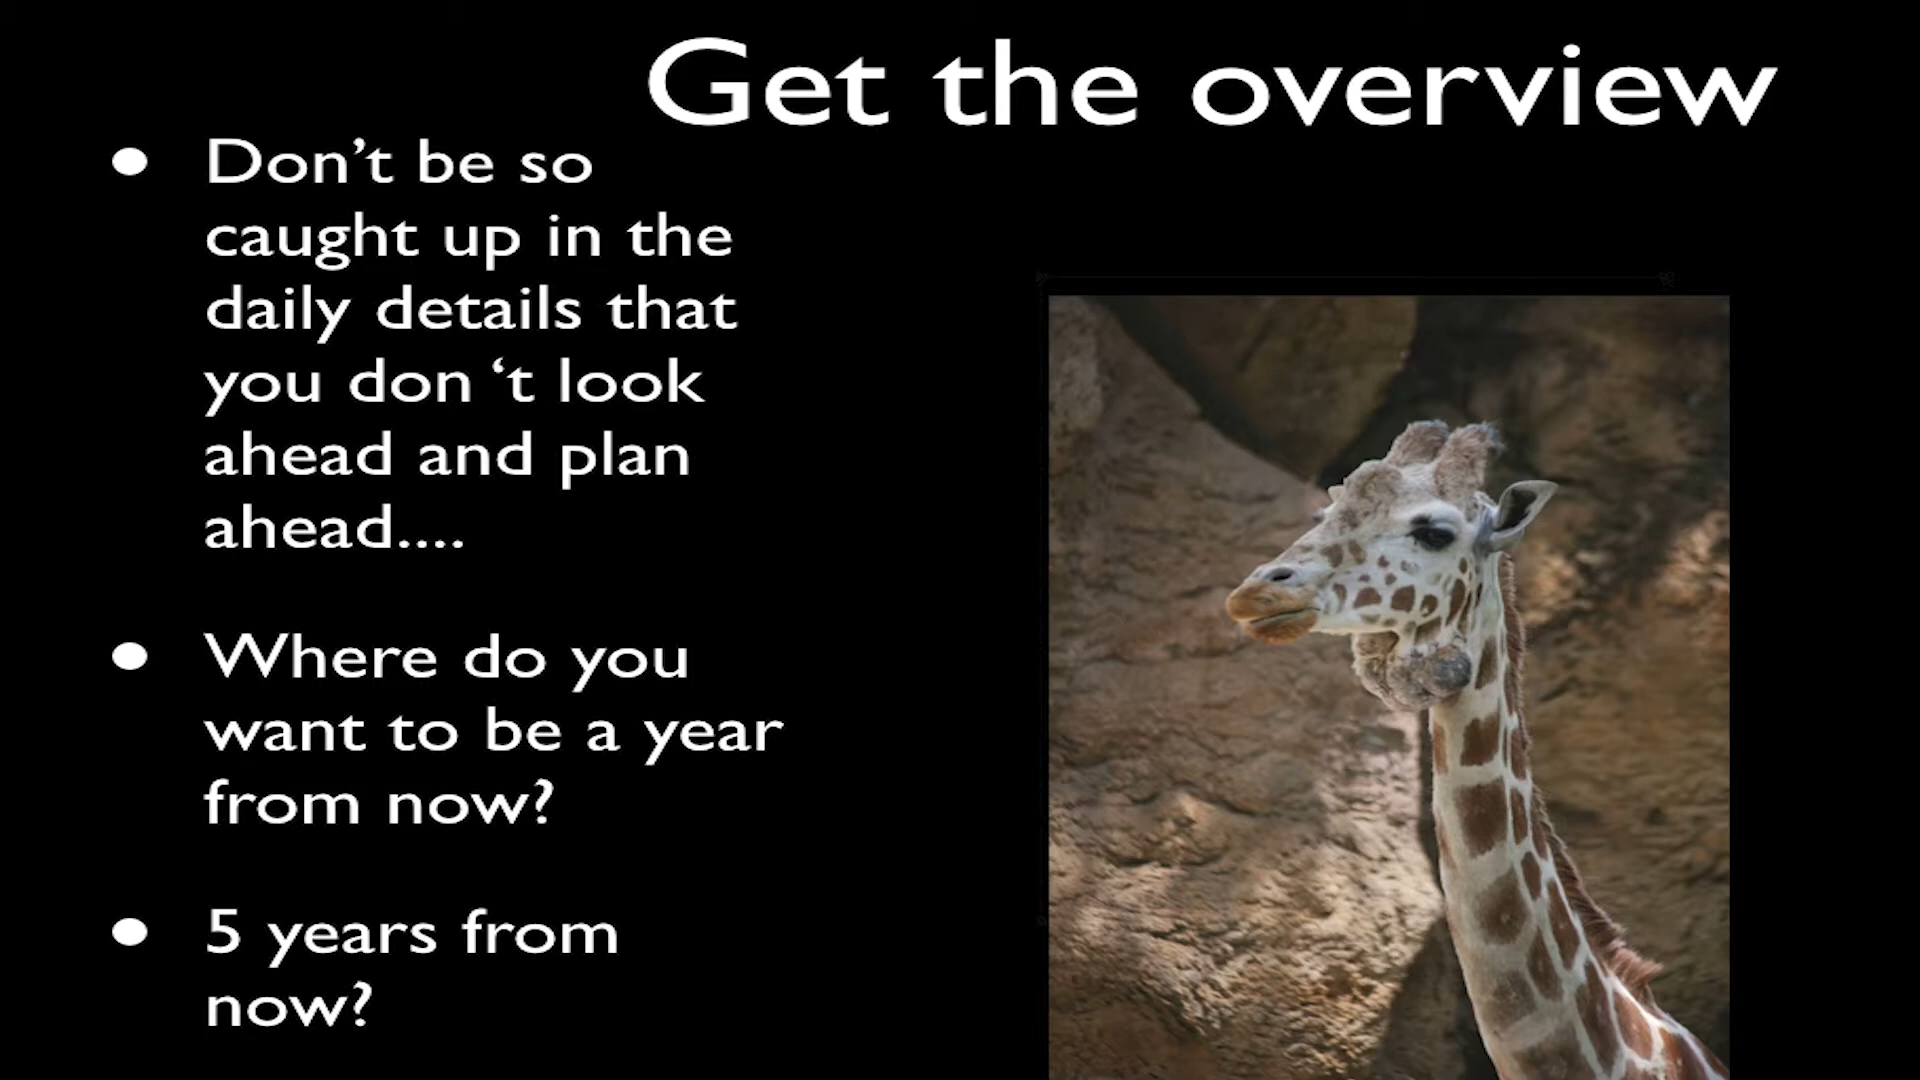 Get the overview
• Don’t be so
caught up in the
daily details that
you don ‘t look
ahead and plan
ahead....
• Where do you
want to be a year
from now?
• 5 years from
now?